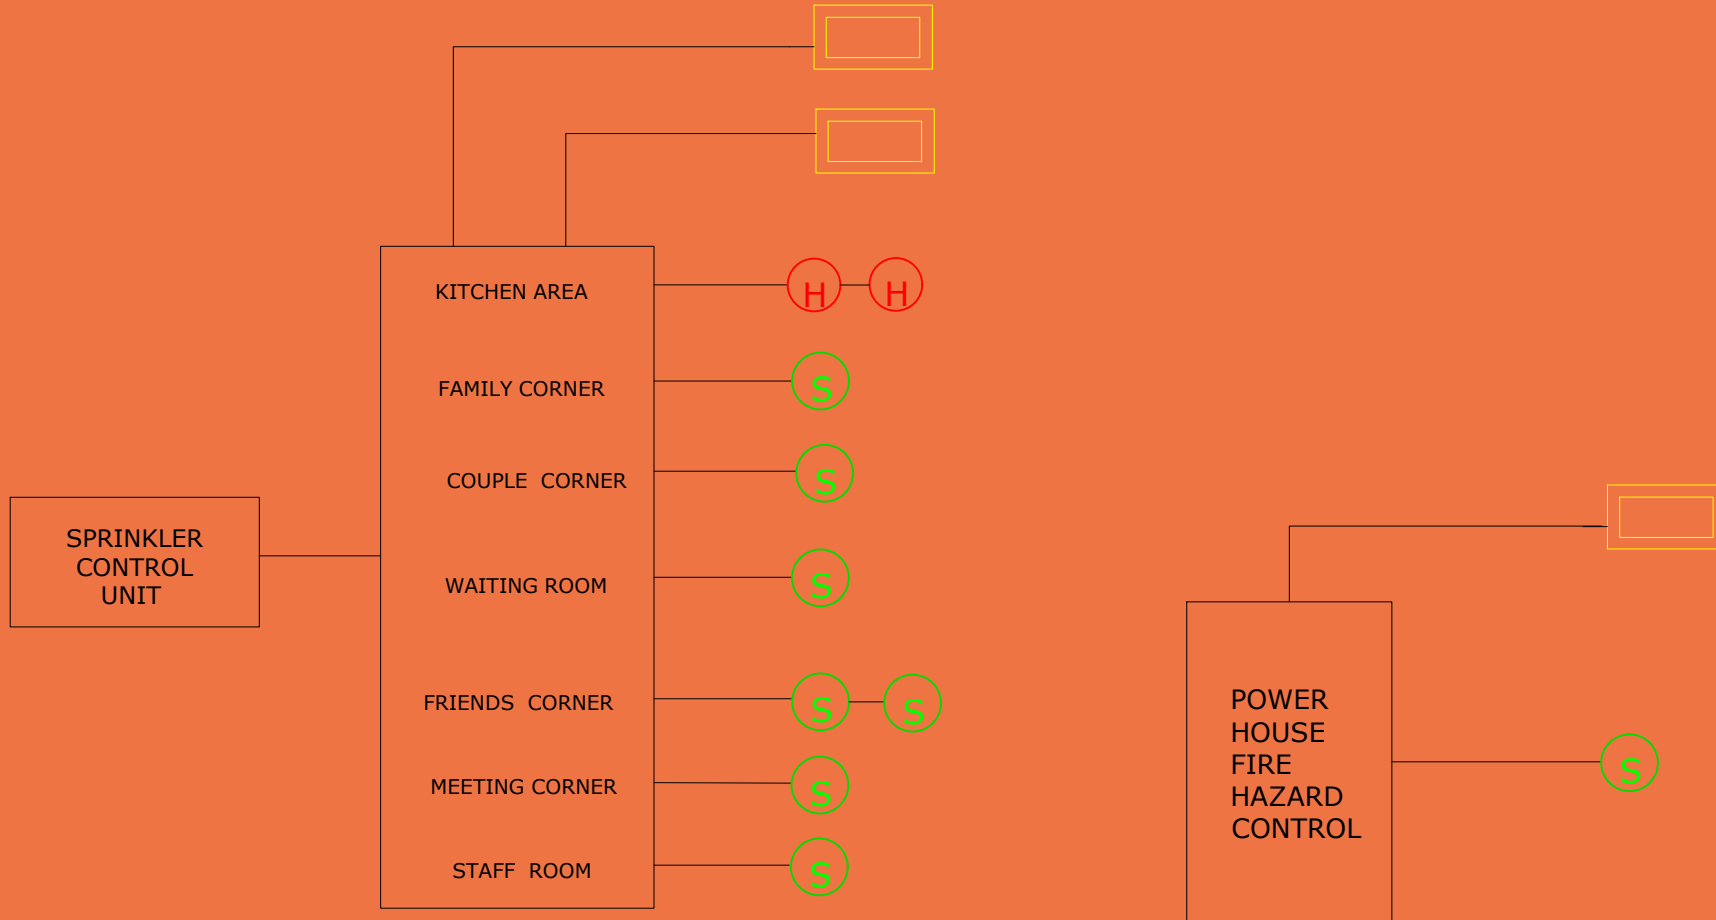 KITCHEN AREA
H
H
FAMILY CORNER
S
COUPLE CORNER
S
SPRINKLER
CONTROL
UNIT
WAITING ROOM
S
FRIENDS CORNER
S
S
MEETING CORNER
S
STAFF ROOM
S
POWER
HOUSE
FIRE
HAZARD
CONTROL
S